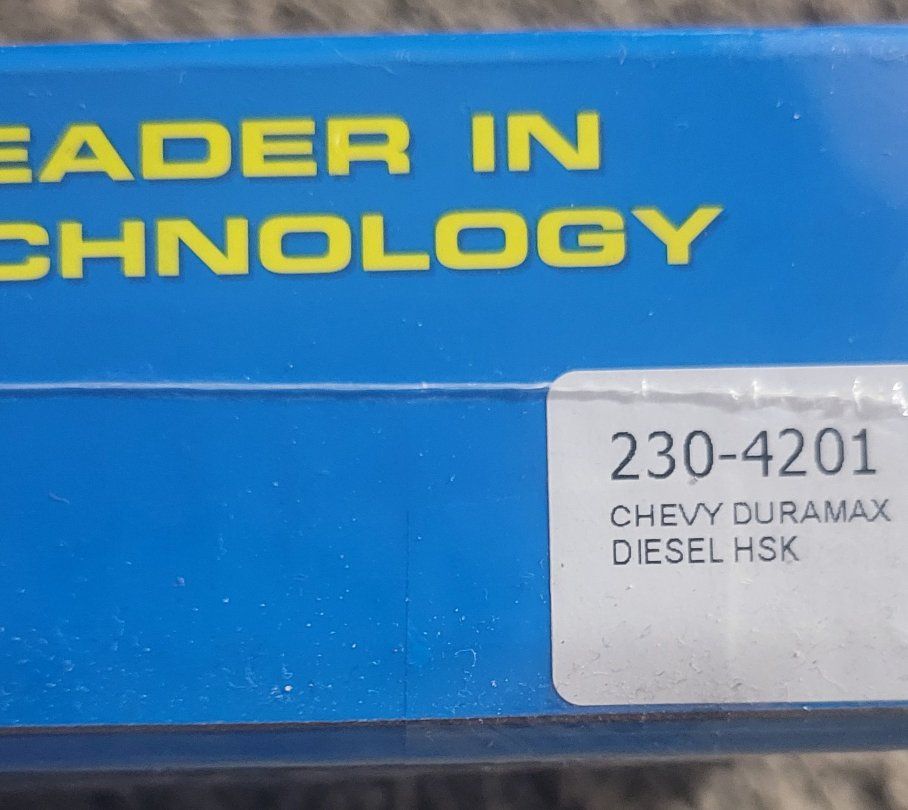 EADER IN
CHNOLOGY
230-4201
CHEVY DURAMAX
DIESEL HSK